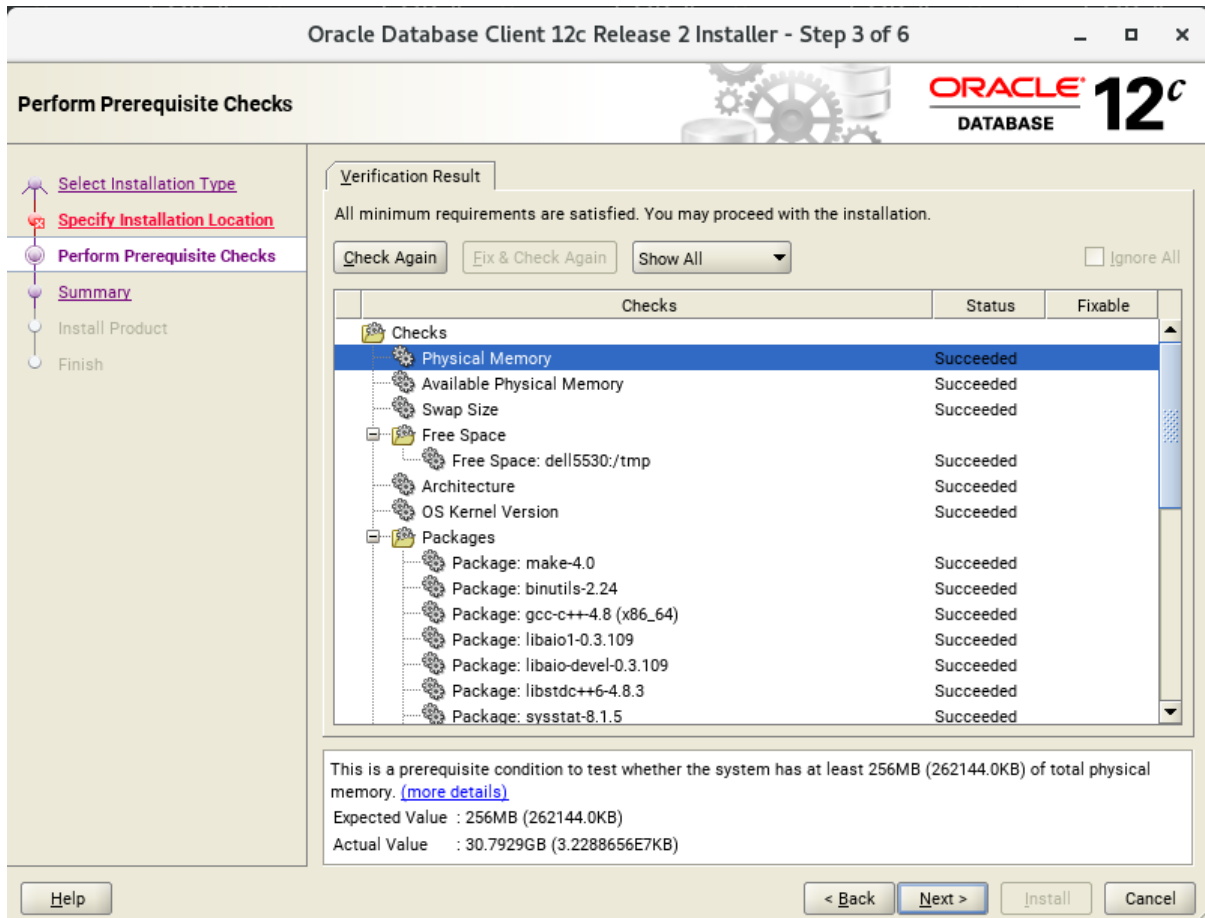 Oracle Database Client 12c Release 2 Installer - Step 3 of 6
Perform Prerequisite Checks
ORACLE DATABASE 12c
Select Installation Type
Specify Installation Location
Perform Prerequisite Checks
Summary
Install Product
Finish
Verification Result
All minimum requirements are satisfied. You may proceed with the installation.
Check Again Fix & Check Again Show All Ignore All
Checks Status Fixable
Checks
Physical Memory Succeeded
Available Physical Memory Succeeded
Swap Size Succeeded
Free Space
Free Space: dell5530:/tmp Succeeded
Architecture Succeeded
OS Kernel Version Succeeded
Packages
Package: make-4.0 Succeeded
Package: binutils-2.24 Succeeded
Package: gcc-c++-4.8 (x86_64) Succeeded
Package: libaio1-0.3.109 Succeeded
Package: libaio-devel-0.3.109 Succeeded
Package: libstdc++6-4.8.3 Succeeded
Package: sysstat-8.1.5 Succeeded
This is a prerequisite condition to test whether the system has at least 256MB (262144.0KB) of total physical
memory. (more details)
Expected Value : 256MB (262144.0KB)
Actual Value : 30.7929GB (3.2288656E7KB)
Help < Back Next > Install Cancel